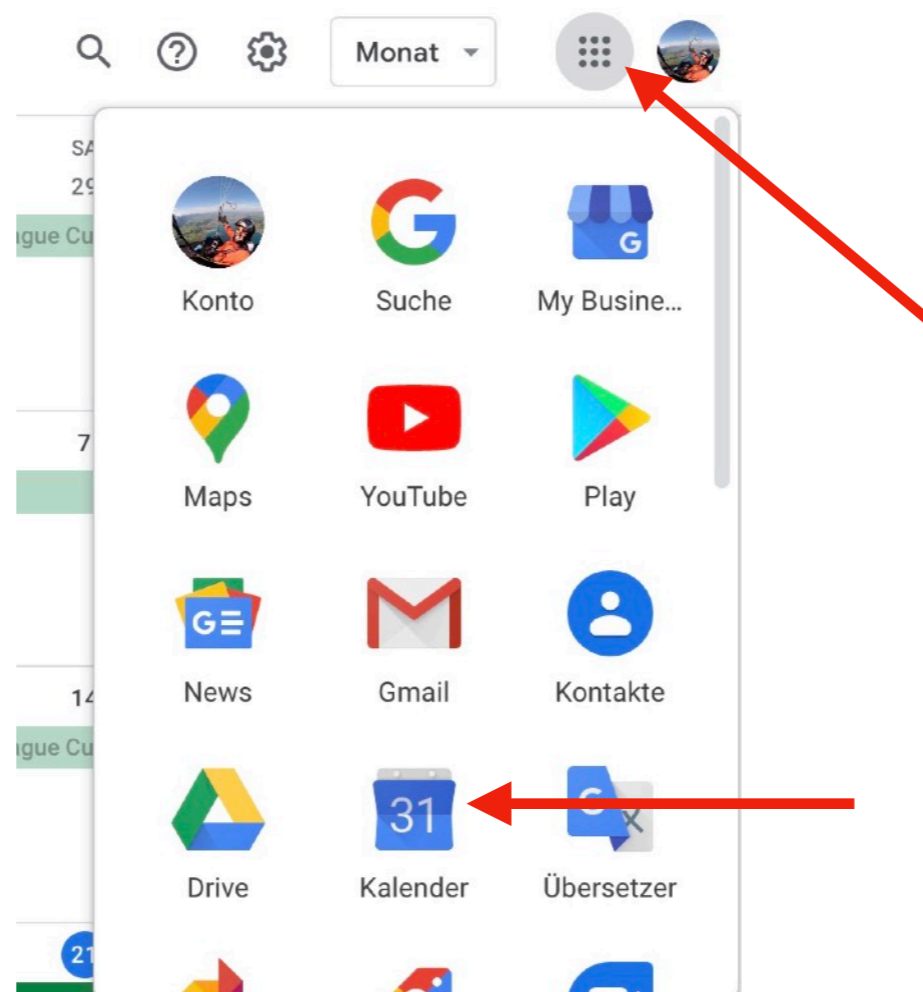 Monat
SA
29
ague Cu
Konto Suche My Busine...
G
7
Maps YouTube Play
G
14
News Gmail Kontakte
ague Cu
31 G
Drive Kalender Übersetzer
21